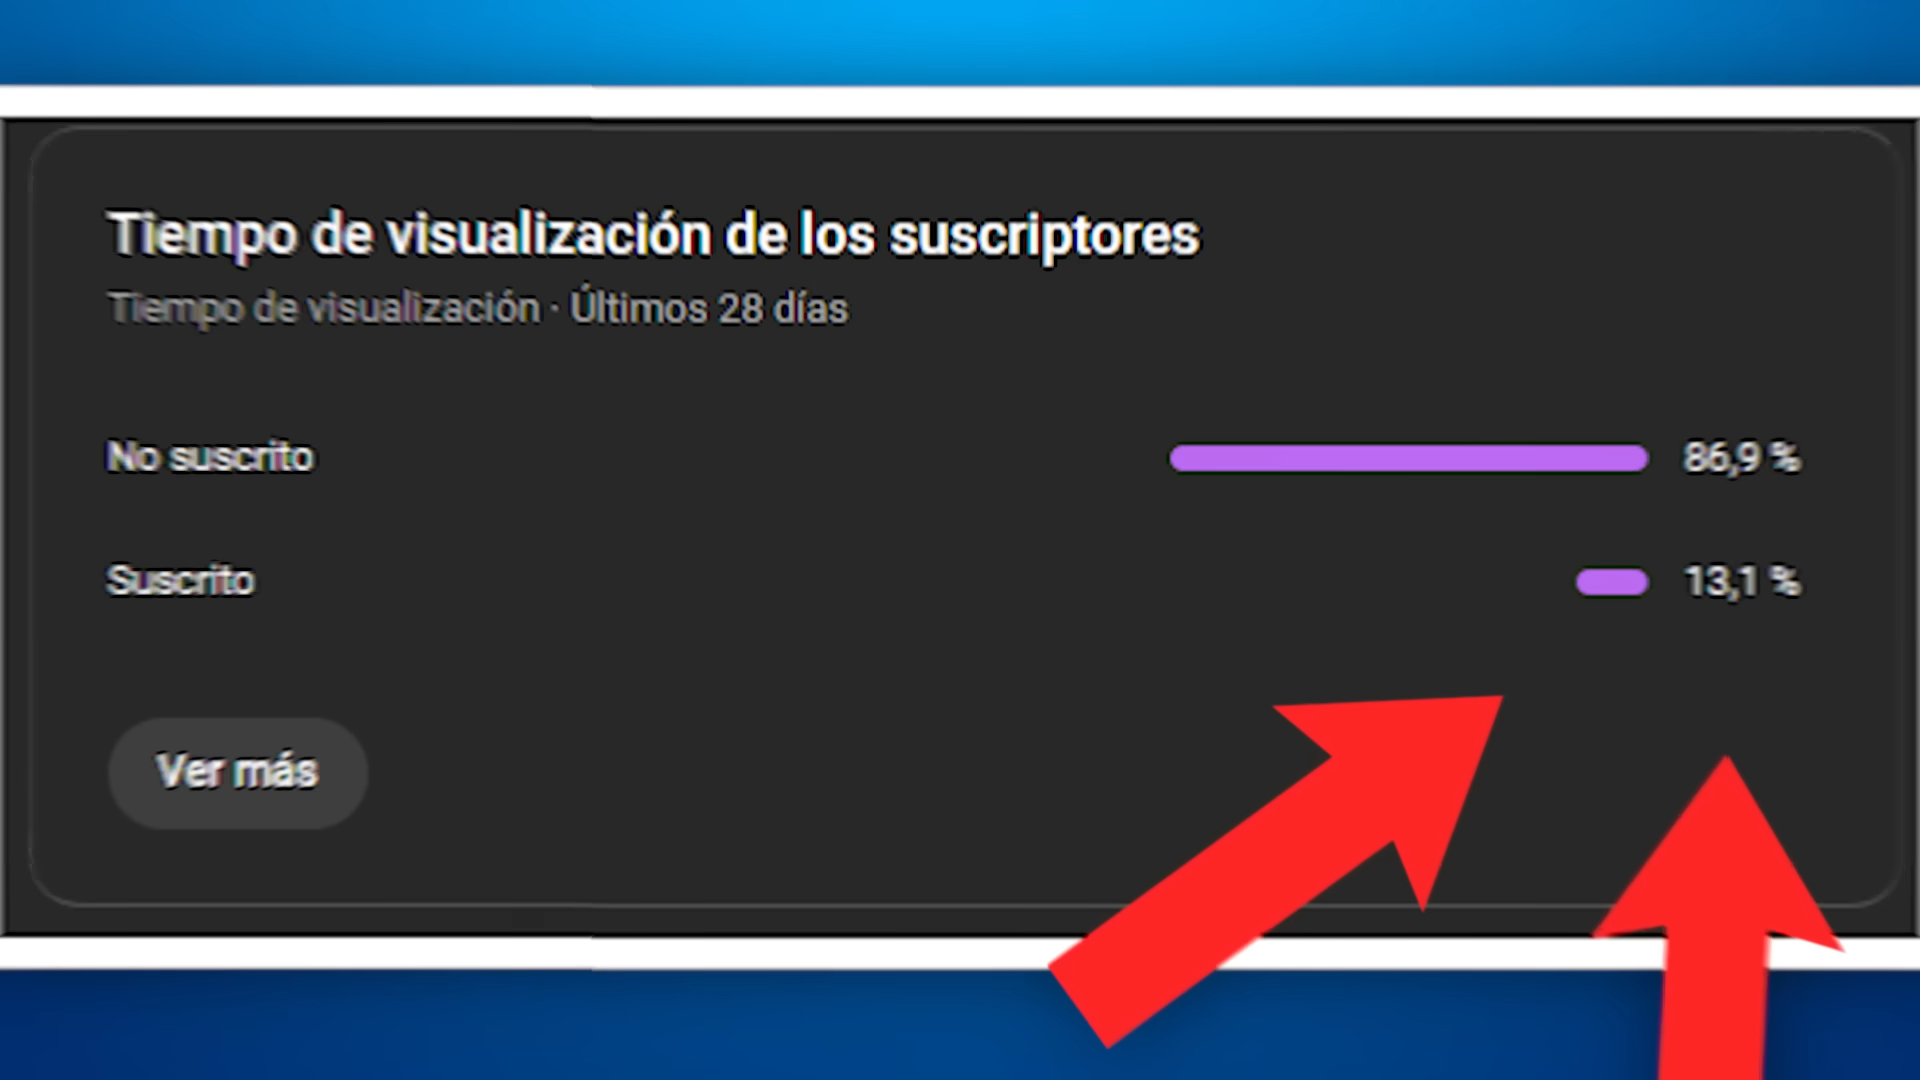 Tiempo de visualización de los suscriptores
Tiempo de visualización · Últimos 28 días
No suscrito 86,9 %
Suscrito 13,1 %
Ver más